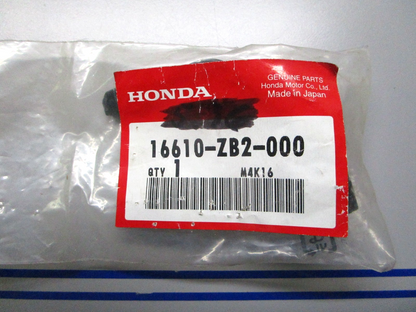 GENUINE PARTS
HONDA
Honda Motor Co., Ltd.
Made in Japan
16610-ZB2-000
QTY 1
M4K16